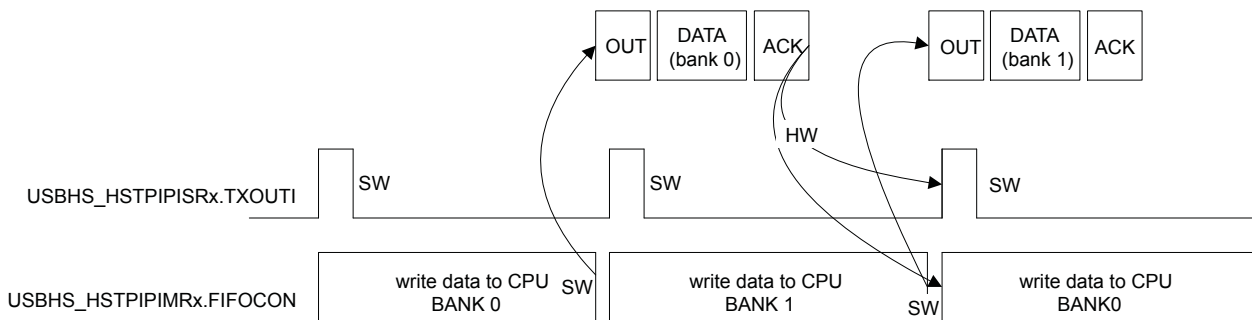 OUT
DATA
(bank 0)
ACK
OUT
DATA
(bank 1)
ACK
HW
USBHS_HSTPIPISRx.TXOUTI
SW
SW
SW
USBHS_HSTPIPIMRx.FIFOCON
write data to CPU
BANK 0
SW
write data to CPU
BANK 1
SW
write data to CPU
BANK0